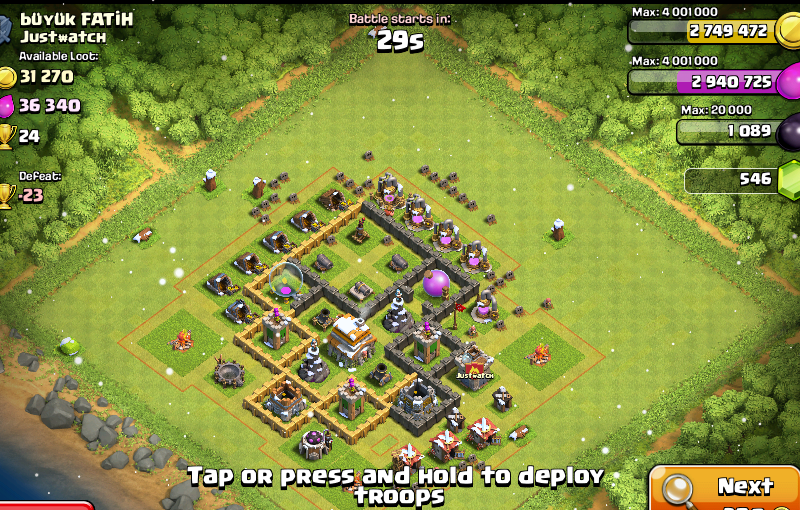 büyük FATiH
Justwatch
Available Loot:
31 270
36 340
24
Defeat:
-23
Battle starts in:
29s
Max: 4 001 000
2 749 472
Max: 4 001 000
2 940 725
Max: 20 000
1 089
546
Justwatch
Tap or press and hold to deploy
troops
Next